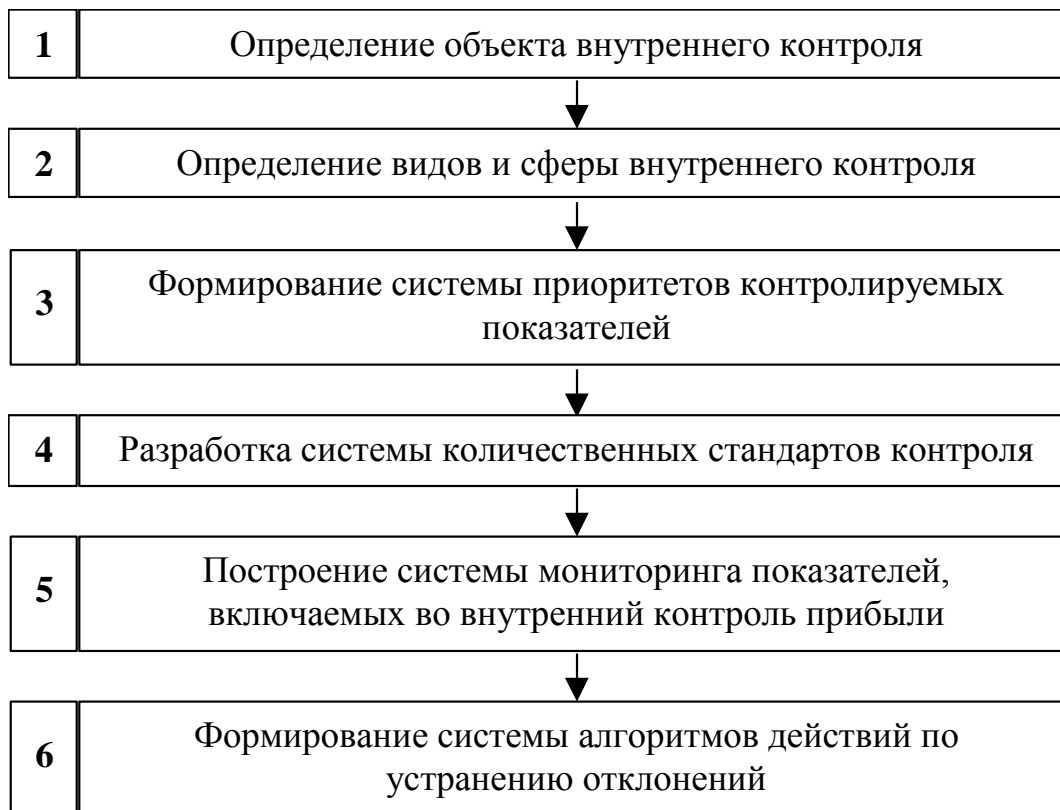 1
Определение объекта внутреннего контроля
2
Определение видов и сферы внутреннего контроля
3
Формирование системы приоритетов контролируемых
показателей
4
Разработка системы количественных стандартов контроля
5
Построение системы мониторинга показателей,
включаемых во внутренний контроль прибыли
6
Формирование системы алгоритмов действий по
устранению отклонений